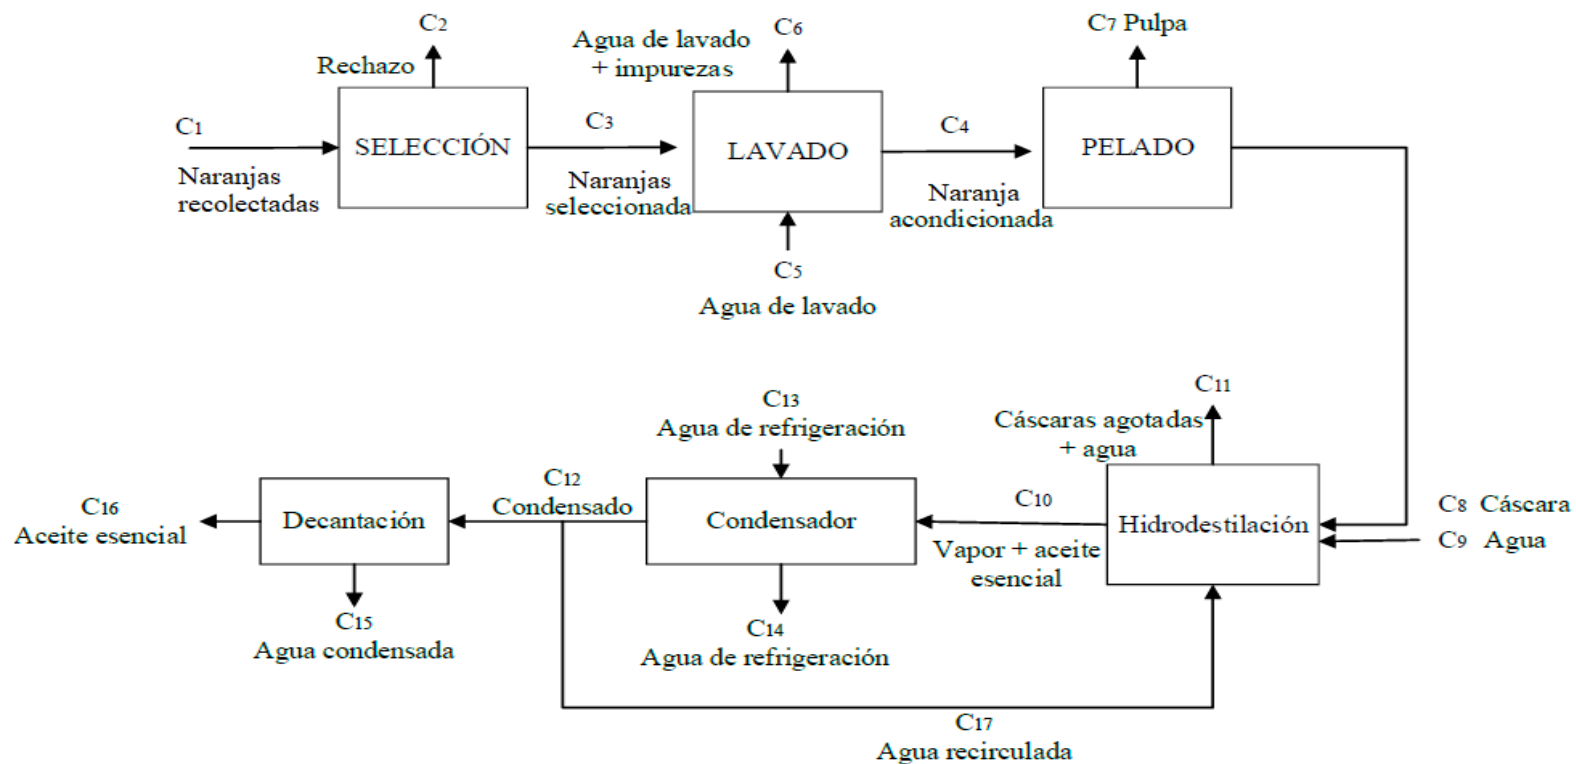 C2
Rechazo
C1
SELECCIÓN
Naranjas
recolectadas
C3
Naranjas
seleccionada
Agua de lavado
+ impurezas
C6
LAVADO
C5
Agua de lavado
C4
Naranja
acondicionada
C7 Pulpa
PELADO
C8 Cáscara
C9 Agua
Hidrodestilación
C11
Cáscaras agotadas
+ agua
C10
Vapor + aceite
esencial
C13
Agua de refrigeración
Condensador
C14
Agua de refrigeración
C12
Condensado
Decantación
C16
Aceite esencial
C15
Agua condensada
C17
Agua recirculada